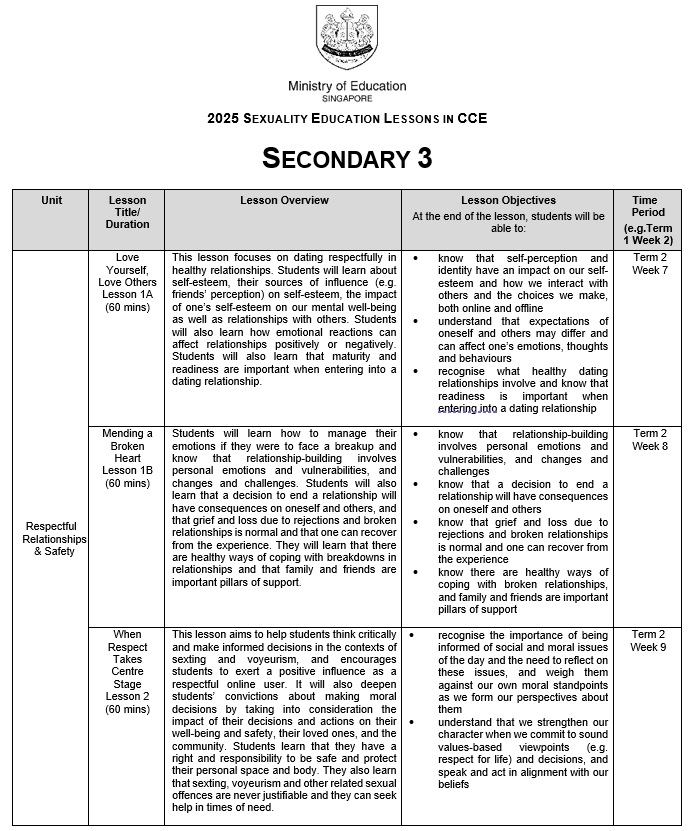 Ministry of Education
SINGAPORE
2025 SEXUALITY EDUCATION LESSONS IN CCE
SECONDARY 3
Unit
Lesson
Title/
Duration
Lesson Overview
Lesson Objectives
At the end of the lesson, students will be
able to:
Time
Period
(e.g.Term
1 Week 2)
Respectful
Relationships
& Safety
Love
Yourself,
Love Others
Lesson 1A
(60 mins)
This lesson focuses on dating respectfully in
healthy relationships. Students will learn about
self-esteem, their sources of influence (e.g.
friends' perception) on self-esteem, the impact
of one's self-esteem on our mental well-being
as well as relationships with others. Students
will also learn how emotional reactions can
affect relationships positively or negatively.
Students will also learn that maturity and
readiness are important when entering into a
dating relationship.
• know that self-perception and
identity have an impact on our self-
esteem and how we interact with
others and the choices we make,
both online and offline
• understand that expectations of
oneself and others may differ and
can affect one's emotions, thoughts
and behaviours
• recognise what healthy dating
relationships involve and know that
readiness is important when
entering into a dating relationship
Term 2
Week 7
Mending a
Broken
Heart
Lesson 1B
(60 mins)
Students will learn how to manage their
emotions if they were to face a breakup and
know that relationship-building involves
personal emotions and vulnerabilities, and
changes and challenges. Students will also
learn that a decision to end a relationship will
have consequences on oneself and others, and
that grief and loss due to rejections and broken
relationships is normal and that one can recover
from the experience. They will learn that there
are healthy ways of coping with breakdowns in
relationships and that family and friends are
important pillars of support.
• know that relationship-building
involves personal emotions and
vulnerabilities, and changes and
challenges
• know that a decision to end a
relationship will have consequences
on oneself and others
• know that grief and loss due to
rejections and broken relationships
is normal and one can recover from
the experience
• know there are healthy ways of
coping with broken relationships,
and family and friends are important
pillars of support
Term 2
Week 8
When
Respect
Takes
Centre
Stage
Lesson 2
(60 mins)
This lesson aims to help students think critically
and make informed decisions in the contexts of
sexting and voyeurism, and encourages
students to exert a positive influence as a
respectful online user. It will also deepen
students' convictions about making moral
decisions by taking into consideration the
impact of their decisions and actions on their
well-being and safety, their loved ones, and the
community. Students learn that they have a
right and responsibility to be safe and protect
their personal space and body. They also learn
that sexting, voyeurism and other related sexual
offences are never justifiable and they can seek
help in times of need.
• recognise the importance of being
informed of social and moral issues
of the day and the need to reflect on
these issues, and weigh them
against our own moral standpoints
as we form our perspectives about
them
• understand that we strengthen our
character when we commit to sound
values-based viewpoints (e.g.
respect for life) and decisions, and
speak and act in alignment with our
beliefs
Term 2
Week 9